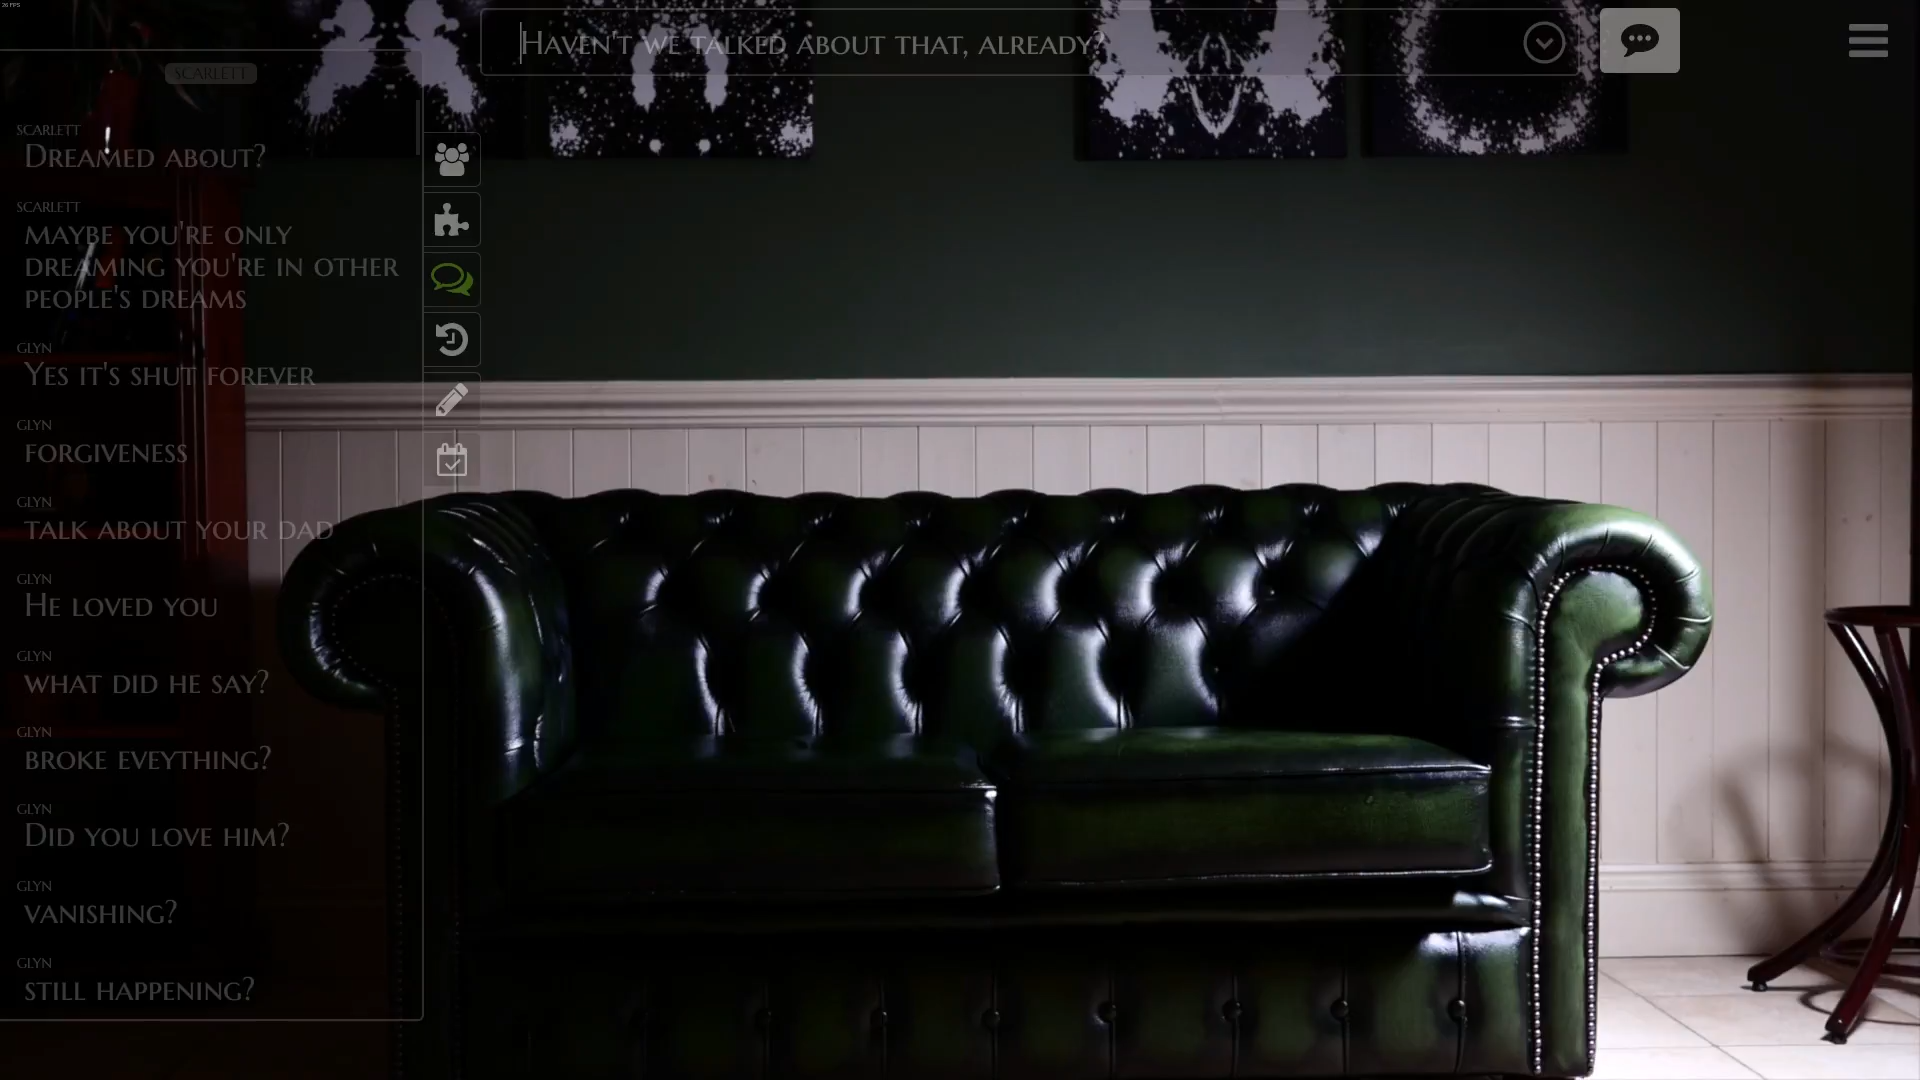 26 FPS
Haven't we talked about that, already?
SCARLETT
SCARLETT
Dreamed about?
SCARLETT
maybe you're only
dreaming you're in other
people's dreams
GLYN
Yes it's shut forever
GLYN
forgiveness
GLYN
talk about your dad
GLYN
He loved you
GLYN
what did he say?
GLYN
broke eveything?
GLYN
Did you love him?
GLYN
vanishing?
GLYN
still happening?